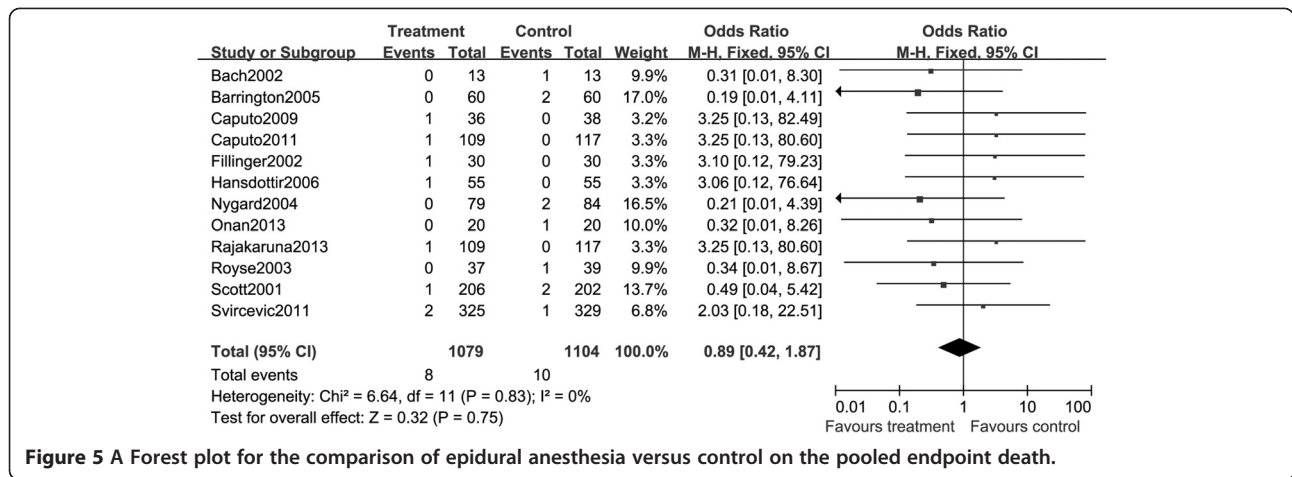 Treatment Control Odds Ratio Odds Ratio
Study or Subgroup Events Total Events Total Weight M-H, Fixed, 95% CI M-H, Fixed, 95% CI
Bach2002 0 13 1 13 9.9% 0.31 [0.01, 8.30]
Barrington2005 0 60 2 60 17.0% 0.19 [0.01, 4.11]
Caputo2009 1 36 0 38 3.2% 3.25 [0.13, 82.49]
Caputo2011 1 109 0 117 3.3% 3.25 [0.13, 80.60]
Fillinger2002 1 30 0 30 3.3% 3.10 [0.12, 79.23]
Hansdottir2006 1 55 0 55 3.3% 3.06 [0.12, 76.64]
Nygard2004 0 79 2 84 16.5% 0.21 [0.01, 4.39]
Onan2013 0 20 1 20 10.0% 0.32 [0.01, 8.26]
Rajakaruna2013 1 109 0 117 3.3% 3.25 [0.13, 80.60]
Royse2003 0 37 1 39 9.9% 0.34 [0.01, 8.67]
Scott2001 1 206 2 202 13.7% 0.49 [0.04, 5.42]
Svircevic2011 2 325 1 329 6.8% 2.03 [0.18, 22.51]
Total (95% CI) 1079 1104 100.0% 0.89 [0.42, 1.87]
Total events 8 10
Heterogeneity: Chi² = 6.64, df = 11 (P = 0.83); I² = 0%
Test for overall effect: Z = 0.32 (P = 0.75)
0.01 0.1 1 10 100
Favours treatment Favours control
Figure 5 A Forest plot for the comparison of epidural anesthesia versus control on the pooled endpoint death.